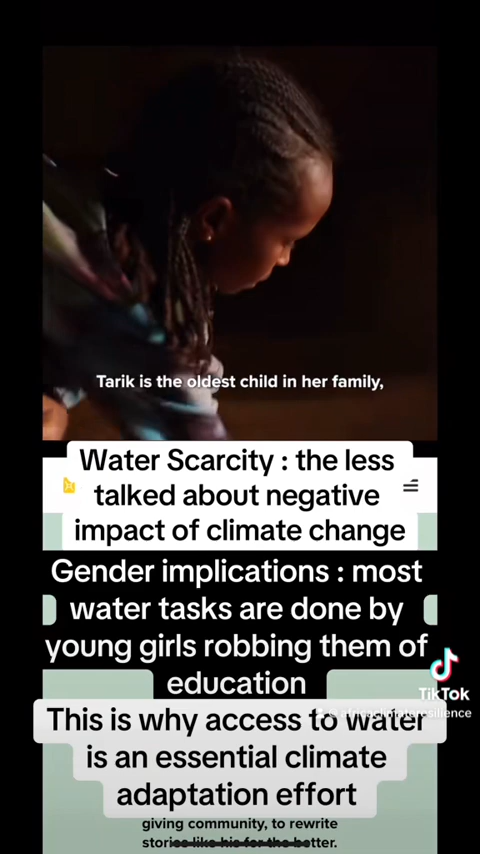 Tarik is the oldest child in her family,
Water Scarcity : the less
talked about negative
impact of climate change
Gender implications : most
water tasks are done by
young girls robbing them of
education
TikTok
This is why access to water
is an essential climate
adaptation effort
giving community, to rewrite
stories like his for the better.